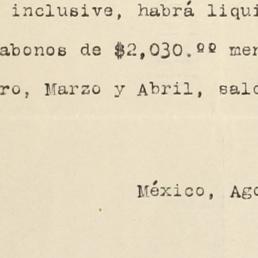 inclusive, habrá liqui
abonos de $2,030.ºº men
ro, Marzo y Abril, sald
México, Ago